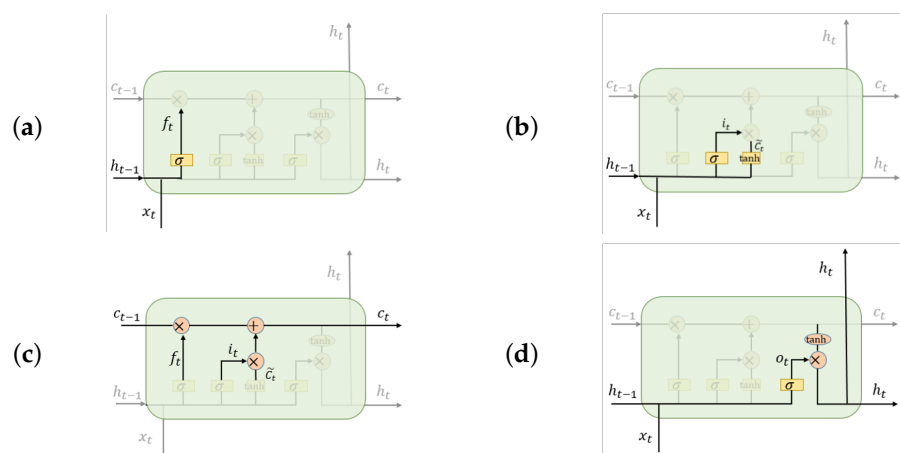 (a)
h_t
c_{t-1} × + c_t
f_t tanh
× ×
σ σ tanh σ
h_{t-1} h_t
x_t
(b)
h_t
c_{t-1} × + c_t
i_t tanh
× ×
c̃_t
σ σ tanh σ
h_{t-1} h_t
x_t
(c)
h_t
c_{t-1} × + c_t
f_t i_t tanh
× ×
c̃_t
σ σ tanh σ
h_{t-1} h_t
x_t
(d)
h_t
c_{t-1} × + c_t
tanh
× o_t ×
σ σ tanh σ
h_{t-1} h_t
x_t